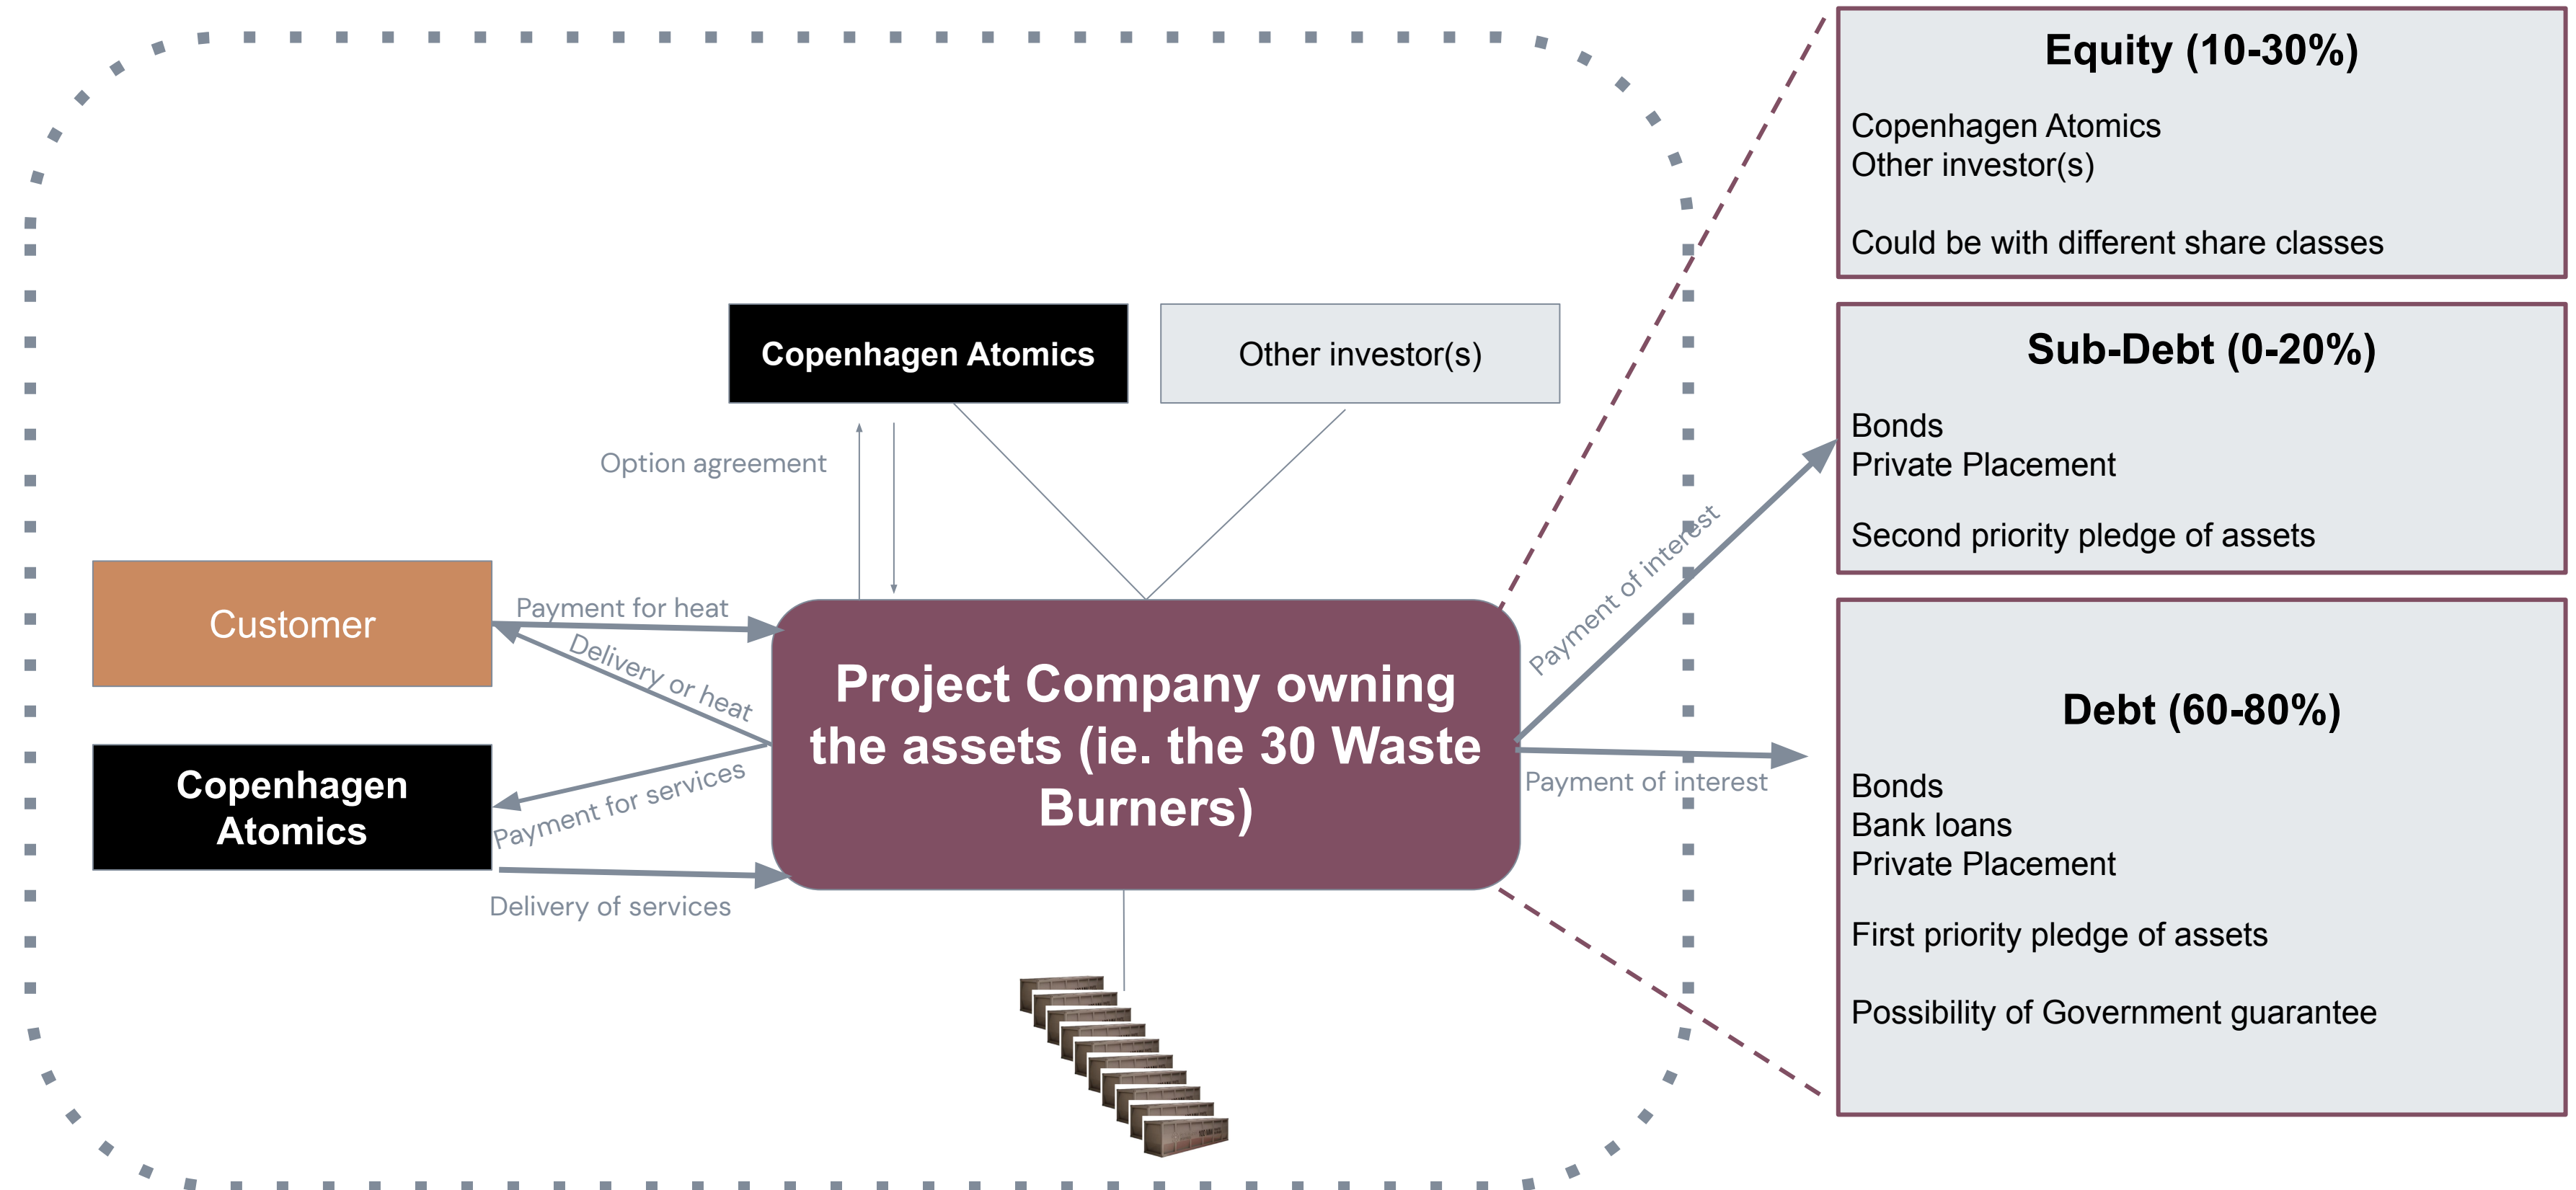 Equity (10-30%)
Copenhagen Atomics
Other investor(s)
Could be with different share classes
Copenhagen Atomics
Other investor(s)
Sub-Debt (0-20%)
Bonds
Private Placement
Second priority pledge of assets
Option agreement
Payment of interest
Customer
Payment for heat
Delivery or heat
Project Company owning
the assets (ie. the 30 Waste
Burners)
Copenhagen
Atomics
Payment for services
Delivery of services
Payment of interest
Debt (60-80%)
Bonds
Bank loans
Private Placement
First priority pledge of assets
Possibility of Government guarantee